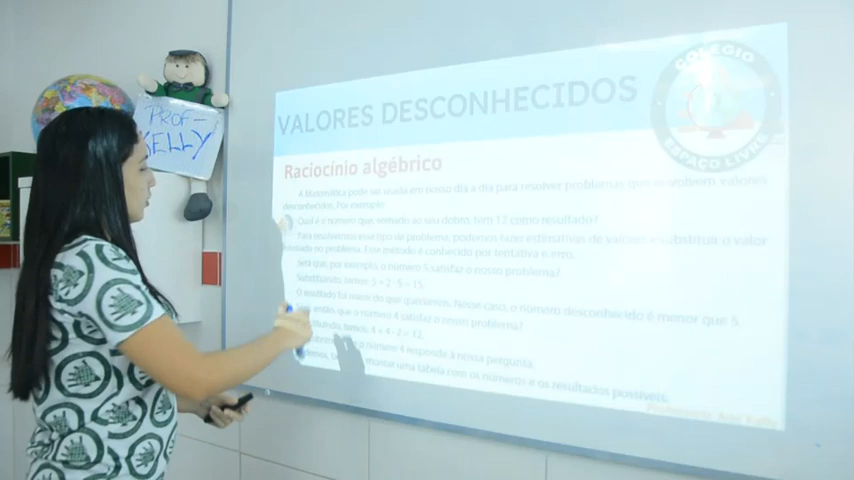 PROF-
KELLY
VALORES DESCONHECIDOS
COLÉGIO
ESPAÇO LIVRE
Raciocínio algébrico
A Matemática pode ser usada em nosso dia a dia para resolver problemas que envolvem valores
desconhecidos. Por exemplo:
Qual é o número que, somado ao seu dobro, tem 12 como resultado?
Para resolvermos esse tipo de problema, podemos fazer estimativas de valores e substituir o valor
no problema. Esse método é conhecido por tentativa e erro.
Será que, por exemplo, o número 5 satisfaz o nosso problema?
Substituindo, temos: 5 + 2 · 5 = 15.
O resultado foi maior do que queríamos. Nesse caso, o número desconhecido é menor que 5.
então, que o número 4 satisfaz o nosso problema?
temos: 4 + 4 · 2 = 12.
o número 4 responde à nossa pergunta.
montar uma tabela com os números e os resultados possíveis.